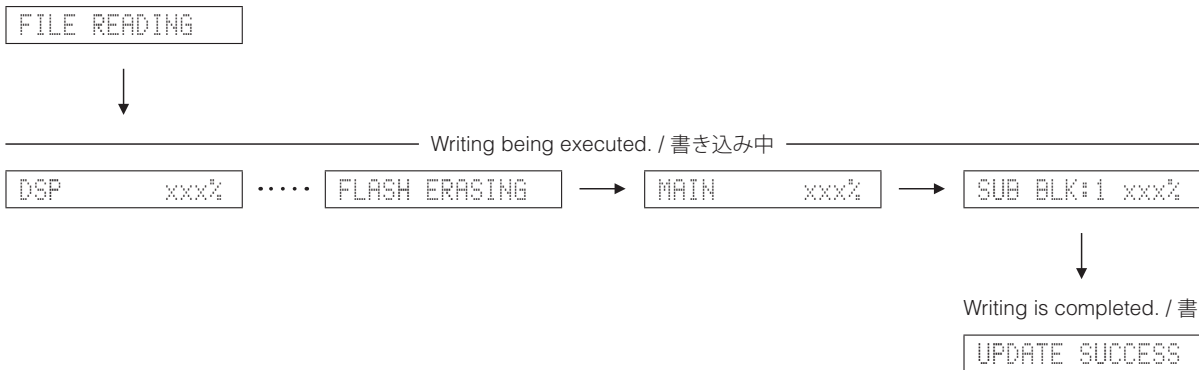 FILE READING
Writing being executed. / 書き込み中
DSP xxx%
FLASH ERASING
MAIN xxx%
SUB BLK:1 xxx%
Writing is completed. / 書
UPDATE SUCCESS